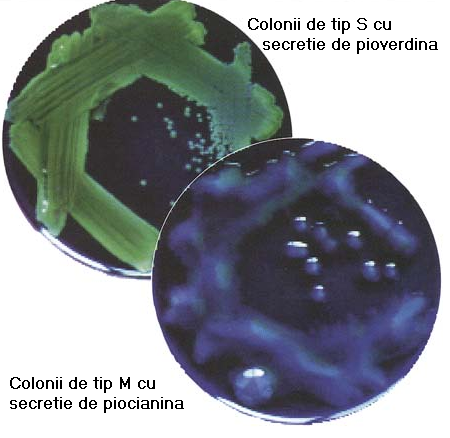 Colonii de tip S cu
secretie de pioverdina
Colonii de tip M cu
secretie de piocianina